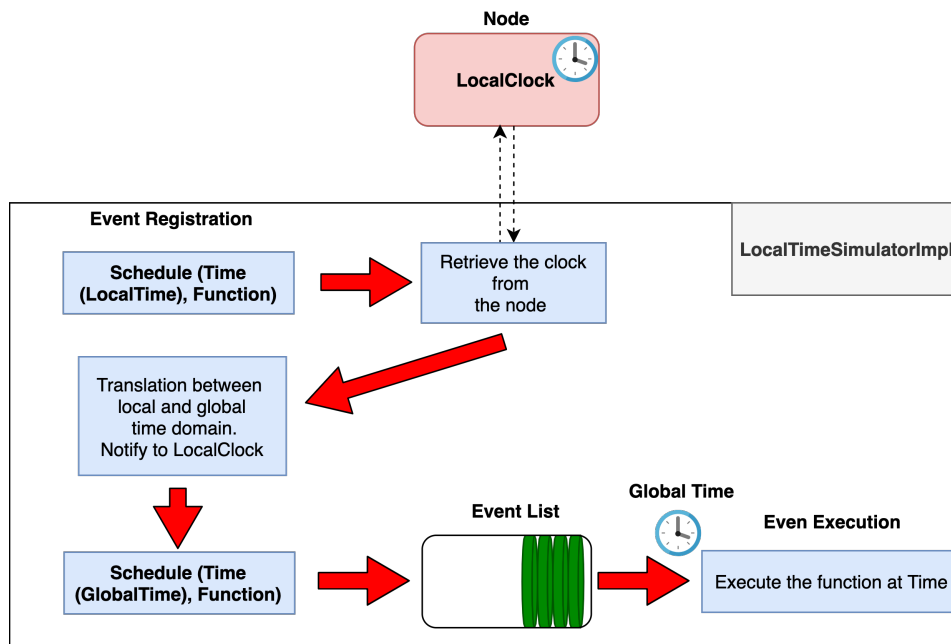 Node
LocalClock
Event Registration
LocalTimeSimulatorImpl
Schedule (Time
(LocalTime), Function)
Retrieve the clock
from
the node
Translation between
local and global
time domain.
Notify to LocalClock
Global Time
Event List
Even Execution
Schedule (Time
(GlobalTime), Function)
Execute the function at Time